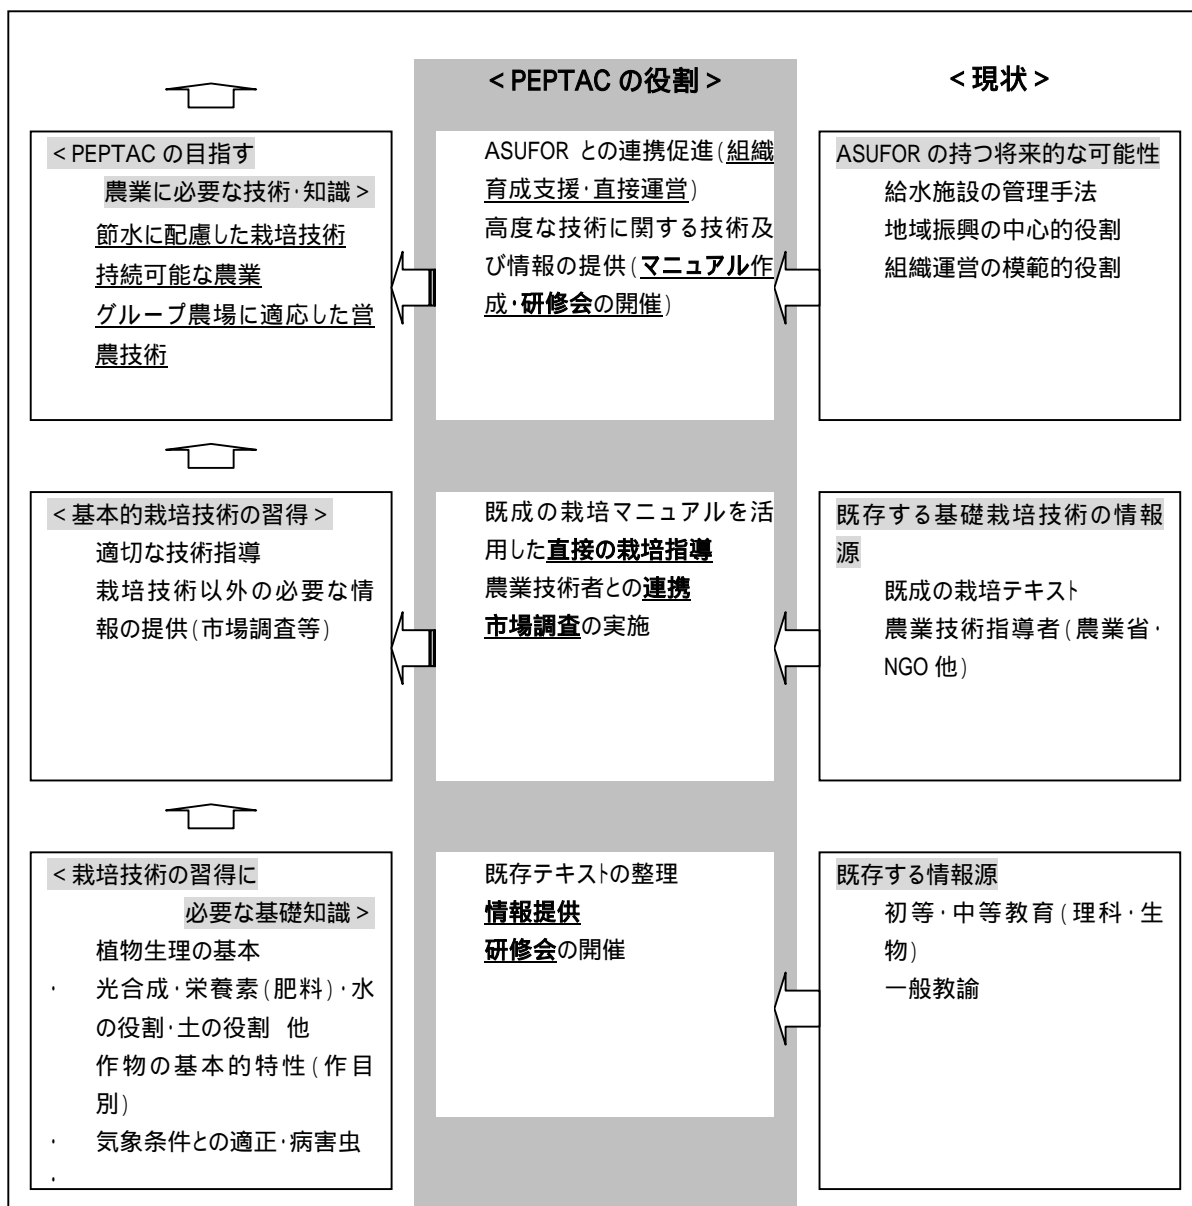 <PEPTAC の役割>
<現状>
<PEPTAC の目指す
農業に必要な技術・知識>
節水に配慮した栽培技術
持続可能な農業
グループ農場に適応した営
農技術
ASUFOR との連携促進(組織
育成支援・直接運営)
高度な技術に関する技術及
び情報の提供(マニュアル作
成・研修会の開催)
ASUFOR の持つ将来的な可能性
給水施設の管理手法
地域振興の中心的役割
組織運営の模範的役割
<基本的栽培技術の習得>
適切な技術指導
栽培技術以外の必要な情
報の提供(市場調査等)
既成の栽培マニュアルを活
用した直接の栽培指導
農業技術者との連携
市場調査の実施
既存する基礎栽培技術の情報
源
既成の栽培テキスト
農業技術指導者(農業省・
NGO 他)
<栽培技術の習得に
必要な基礎知識>
植物生理の基本
・ 光合成・栄養素(肥料)・水
の役割・土の役割 他
作物の基本的特性(作目
別)
・ 気象条件との適正・病害虫
・
既存テキストの整理
情報提供
研修会の開催
既存する情報源
初等・中等教育(理科・生
物)
一般教諭